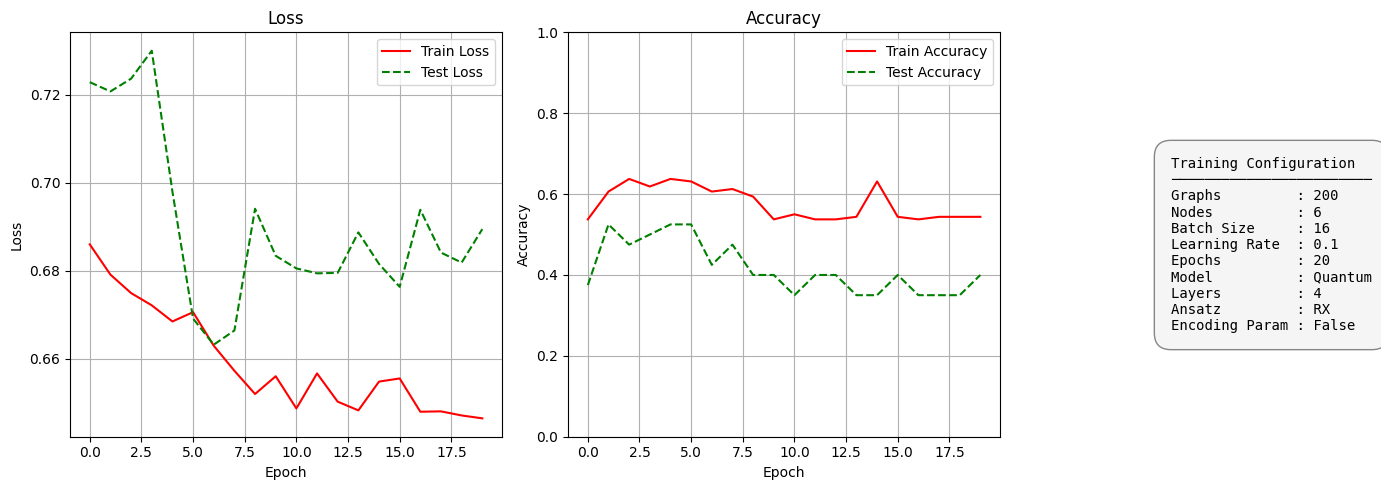 Loss
Train Loss
Test Loss
0.72
0.70
0.68
0.66
Loss
0.0 2.5 5.0 7.5 10.0 12.5 15.0 17.5
Epoch
Accuracy
Train Accuracy
Test Accuracy
1.0
0.8
0.6
0.4
0.2
0.0
Accuracy
0.0 2.5 5.0 7.5 10.0 12.5 15.0 17.5
Epoch
Training Configuration
Graphs : 200
Nodes : 6
Batch Size : 16
Learning Rate : 0.1
Epochs : 20
Model : Quantum
Layers : 4
Ansatz : RX
Encoding Param : False